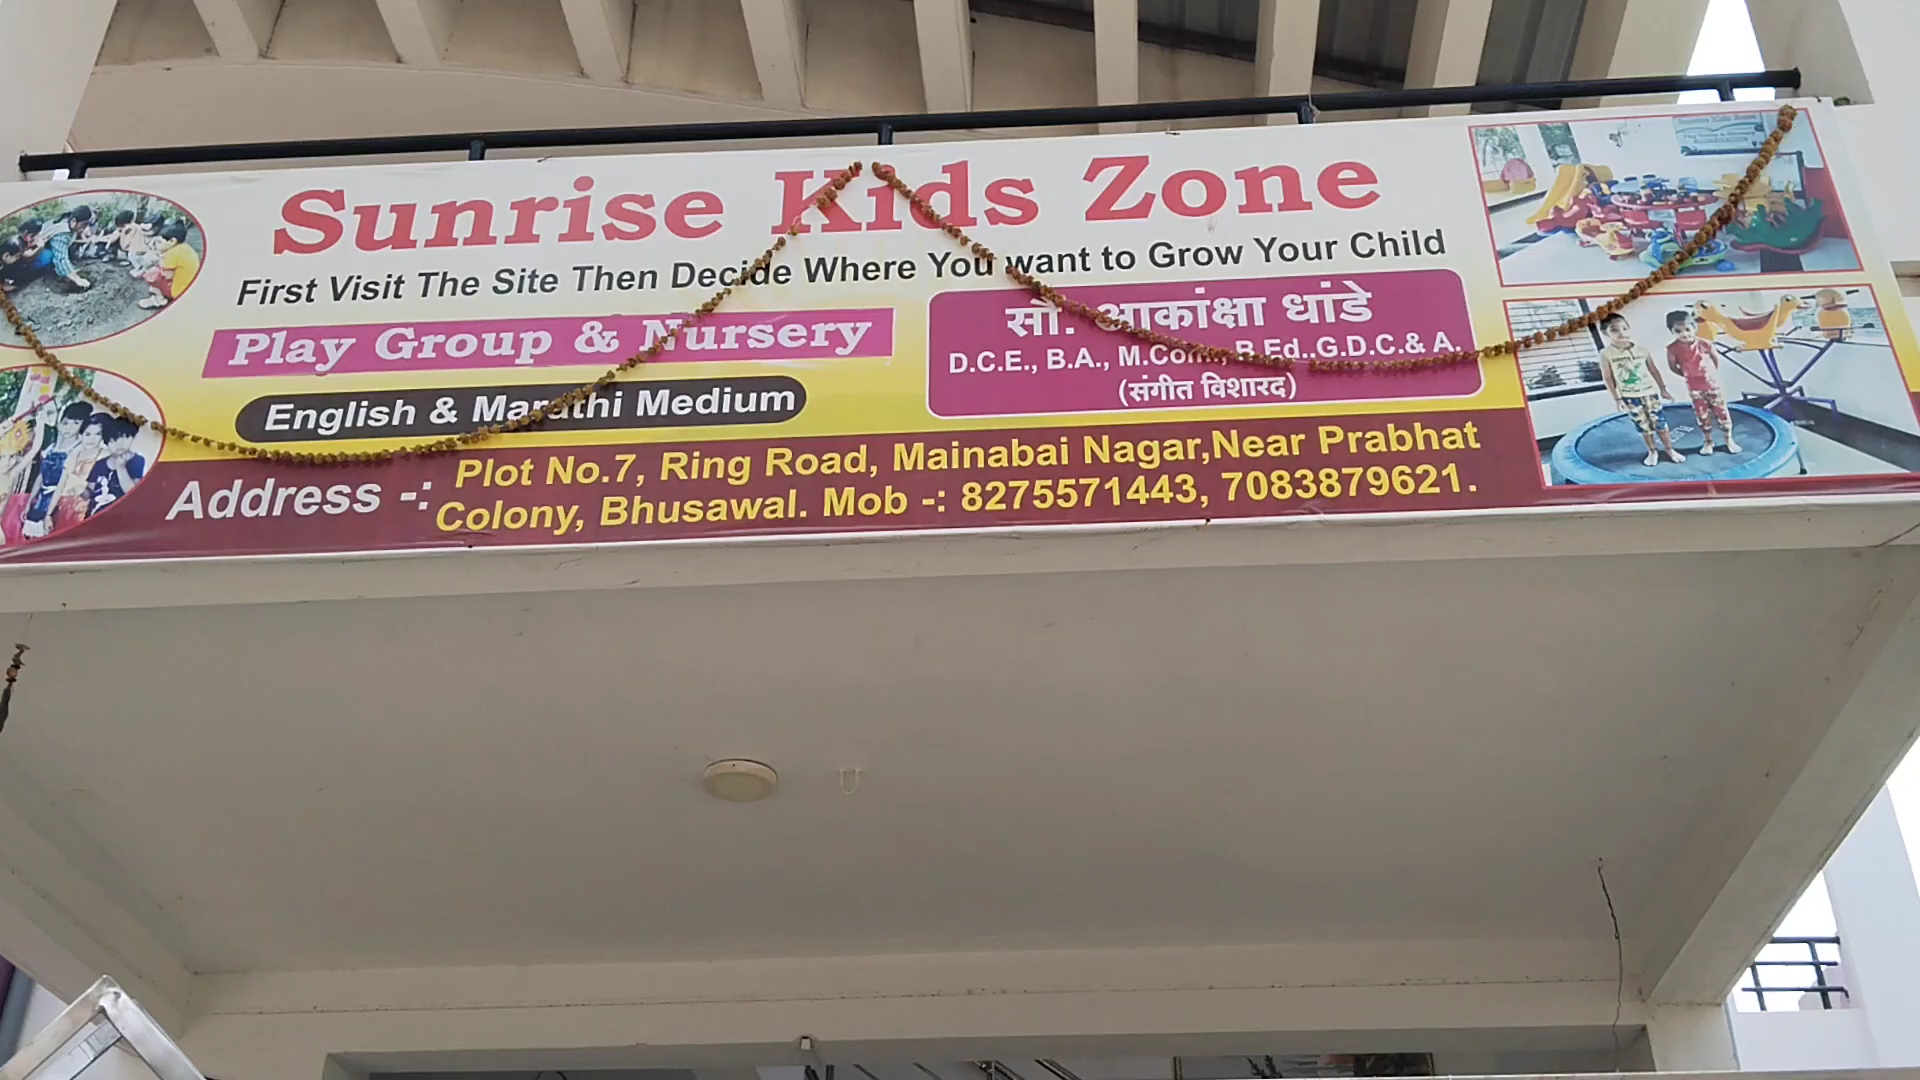 Sunrise Kids Zone
First Visit The Site Then Decide Where You want to Grow Your Child
Play Group & Nursery
English & Marathi Medium
सौ. आकांक्षा धांडे
D.C.E., B.A., M.Com., B.Ed..G.D.C.& A.
(संगीत विशारद)
Address -: Plot No.7, Ring Road, Mainabai Nagar,Near Prabhat
Colony, Bhusawal. Mob -: 8275571443, 7083879621.